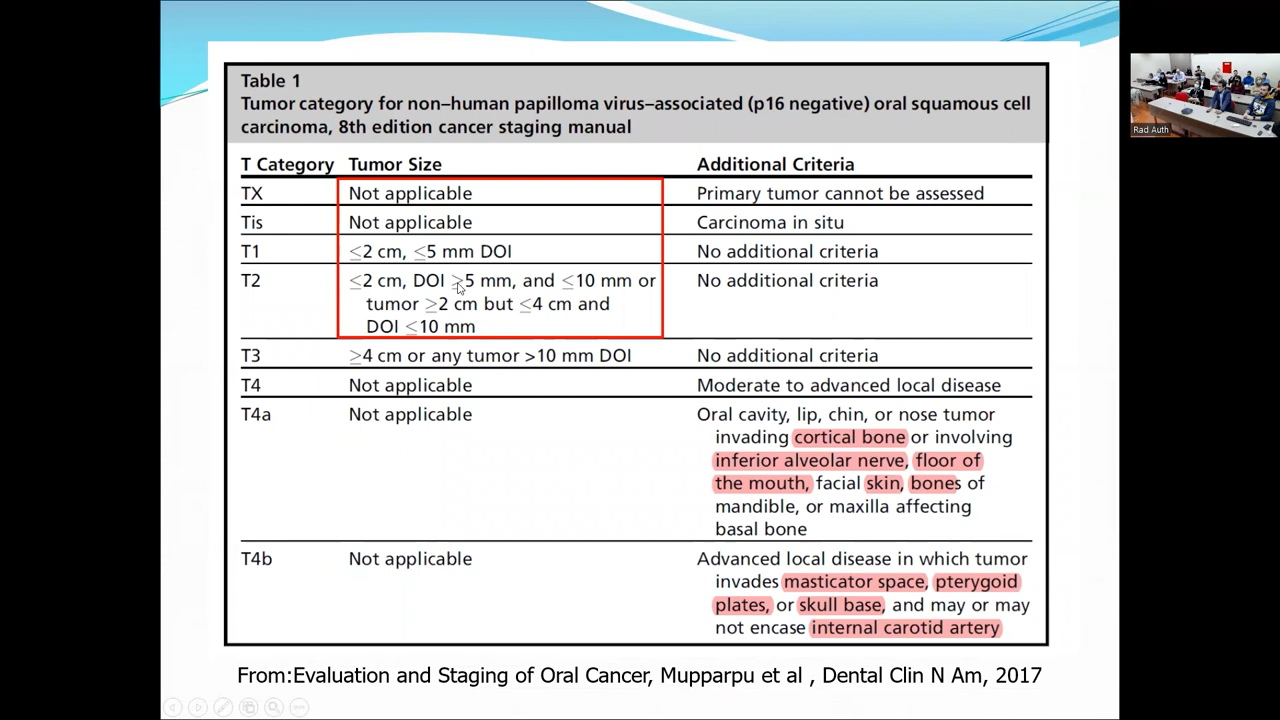 Table 1
Tumor category for non–human papilloma virus–associated (p16 negative) oral squamous cell
carcinoma, 8th edition cancer staging manual
T Category Tumor Size Additional Criteria
TX Not applicable Primary tumor cannot be assessed
Tis Not applicable Carcinoma in situ
T1 ≤2 cm, ≤5 mm DOI No additional criteria
T2 ≤2 cm, DOI ≥5 mm, and ≤10 mm or No additional criteria
tumor ≥2 cm but ≤4 cm and
DOI ≤10 mm
T3 ≥4 cm or any tumor >10 mm DOI No additional criteria
T4 Not applicable Moderate to advanced local disease
T4a Not applicable Oral cavity, lip, chin, or nose tumor
invading cortical bone or involving
inferior alveolar nerve, floor of
the mouth, facial skin, bones of
mandible, or maxilla affecting
basal bone
T4b Not applicable Advanced local disease in which tumor
invades masticator space, pterygoid
plates, or skull base, and may or may
not encase internal carotid artery
From:Evaluation and Staging of Oral Cancer, Mupparpu et al , Dental Clin N Am, 2017
Rad Auth